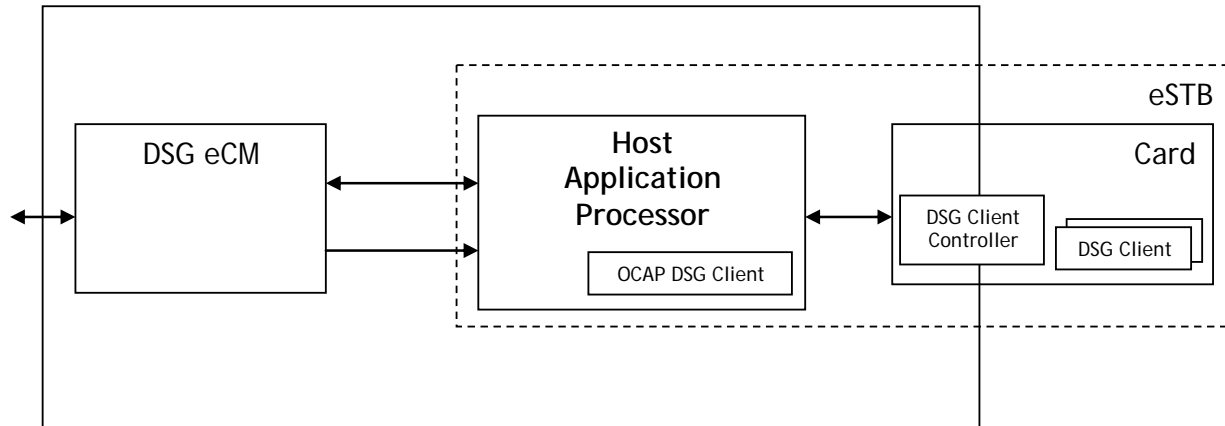 eSTB
DSG eCM
Host
Application
Processor
OCAP DSG Client
Card
DSG Client
Controller
DSG Client